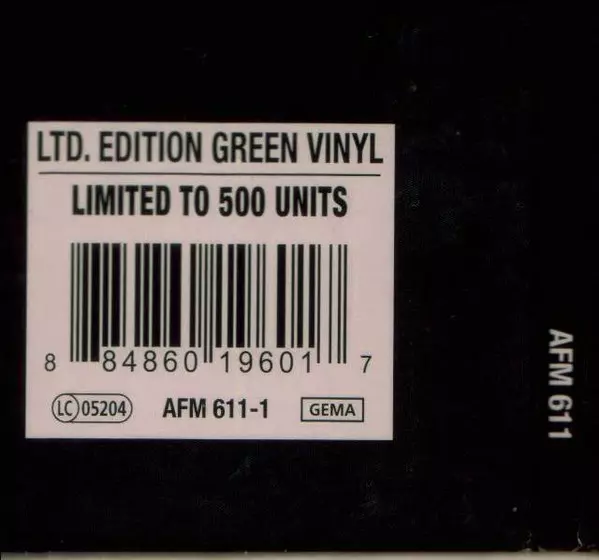 LTD. EDITION GREEN VINYL
LIMITED TO 500 UNITS
8 84860 19601 7
LC 05204 AFM 611-1 GEMA
AFM 611